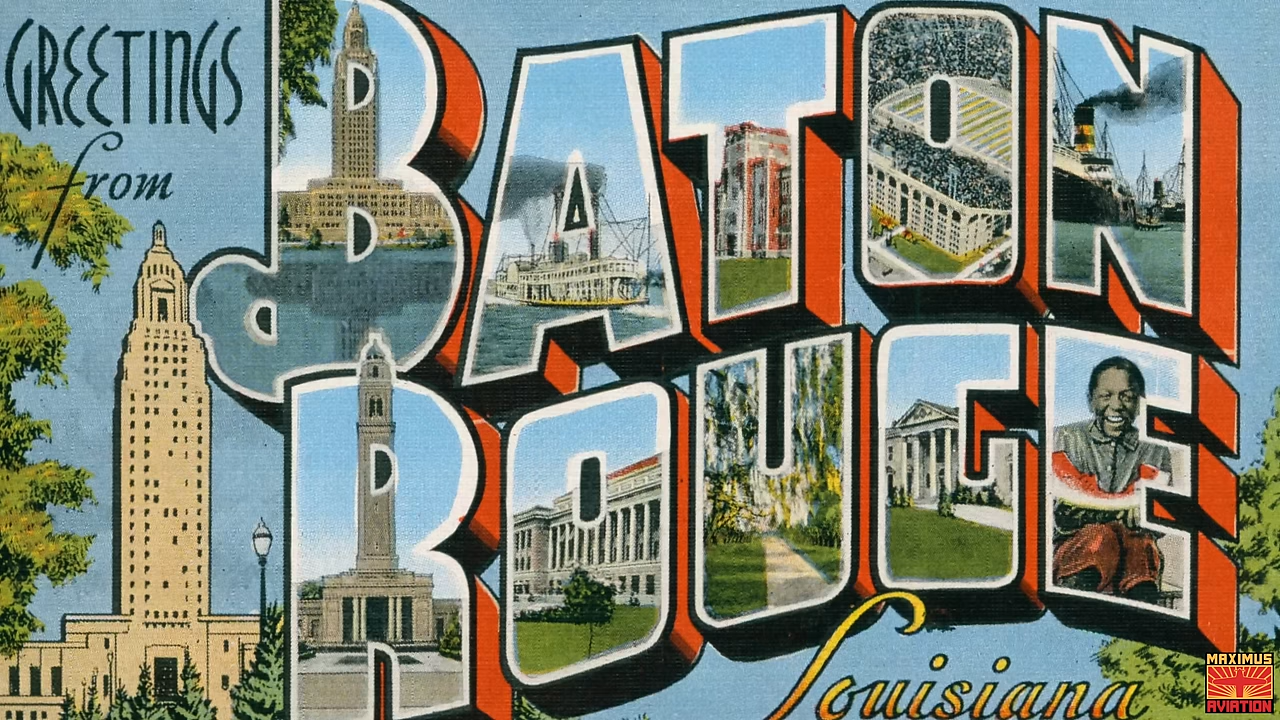 GREETINGS
from
BATON
ROUGE
Louisiana
MAXIMUS
AVIATION